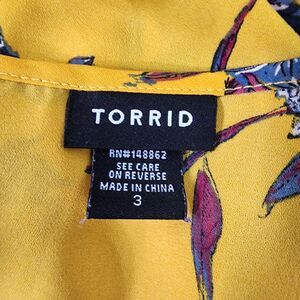 TORRID
RN#148862
SEE CARE
ON REVERSE
MADE IN CHINA
3